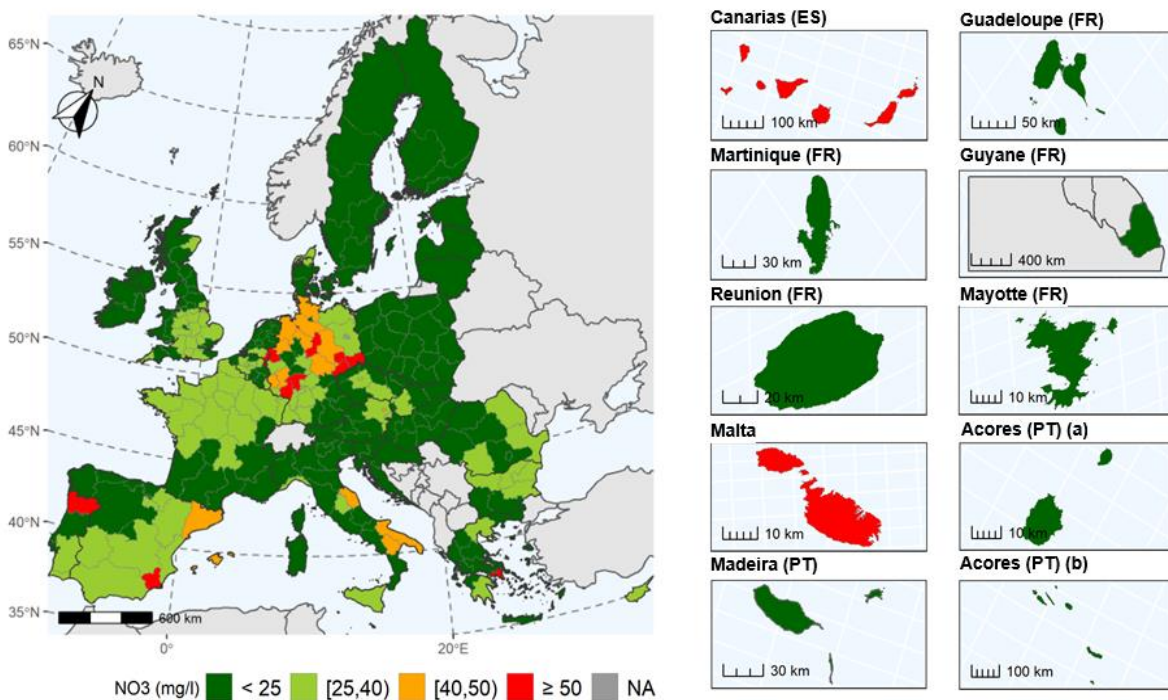 65°N
60°N
55°N
50°N
45°N
40°N
35°N
N
600 km
0°
20°E
NO3 (mg/l) < 25 [25,40) [40,50) ≥ 50 NA
Canarias (ES)
100 km
Guadeloupe (FR)
50 km
Martinique (FR)
30 km
Guyane (FR)
400 km
Reunion (FR)
20 km
Mayotte (FR)
10 km
Malta
10 km
Acores (PT) (a)
10 km
Madeira (PT)
30 km
Acores (PT) (b)
100 km